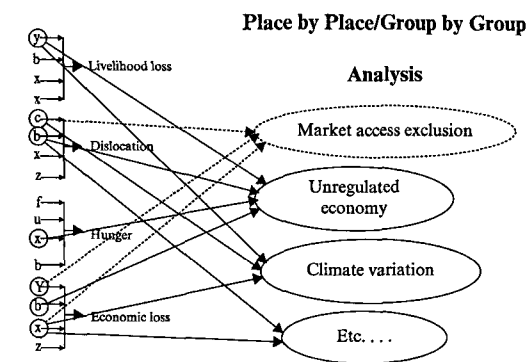 Place by Place/Group by Group
Analysis
y
b
x
x
Livelihood loss
c
b
x
z
Dislocation
f
u
x
b
Hunger
Y
b
x
z
Economic loss
Market access exclusion
Unregulated
economy
Climate variation
Etc. . . .